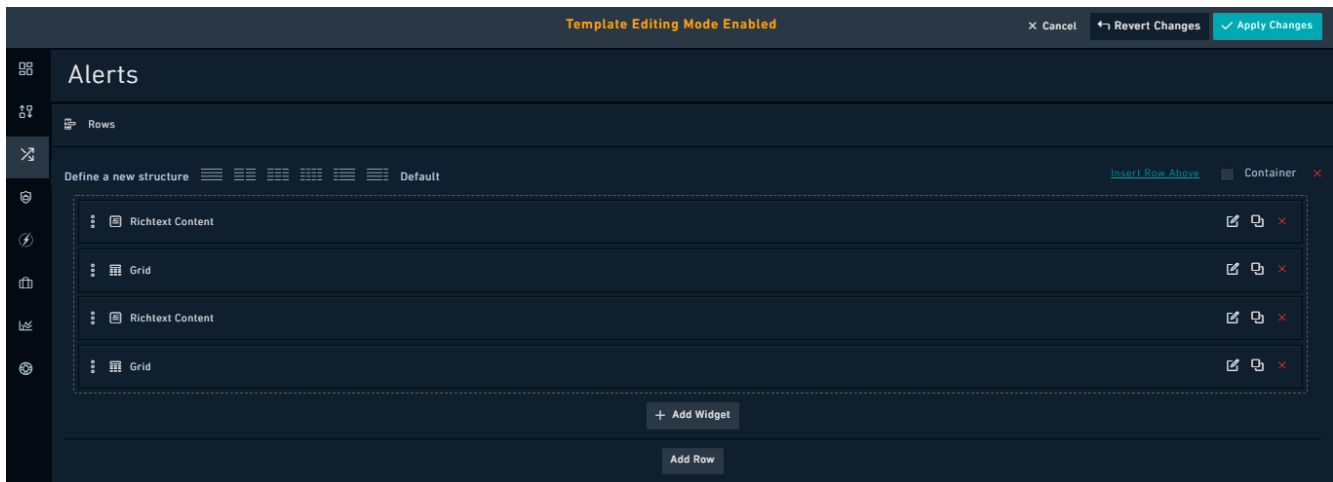 Template Editing Mode Enabled
Cancel
Revert Changes
Apply Changes
Alerts
Rows
Define a new structure
Default
Insert Row Above
Container
Richtext Content
Grid
Richtext Content
Grid
Add Widget
Add Row